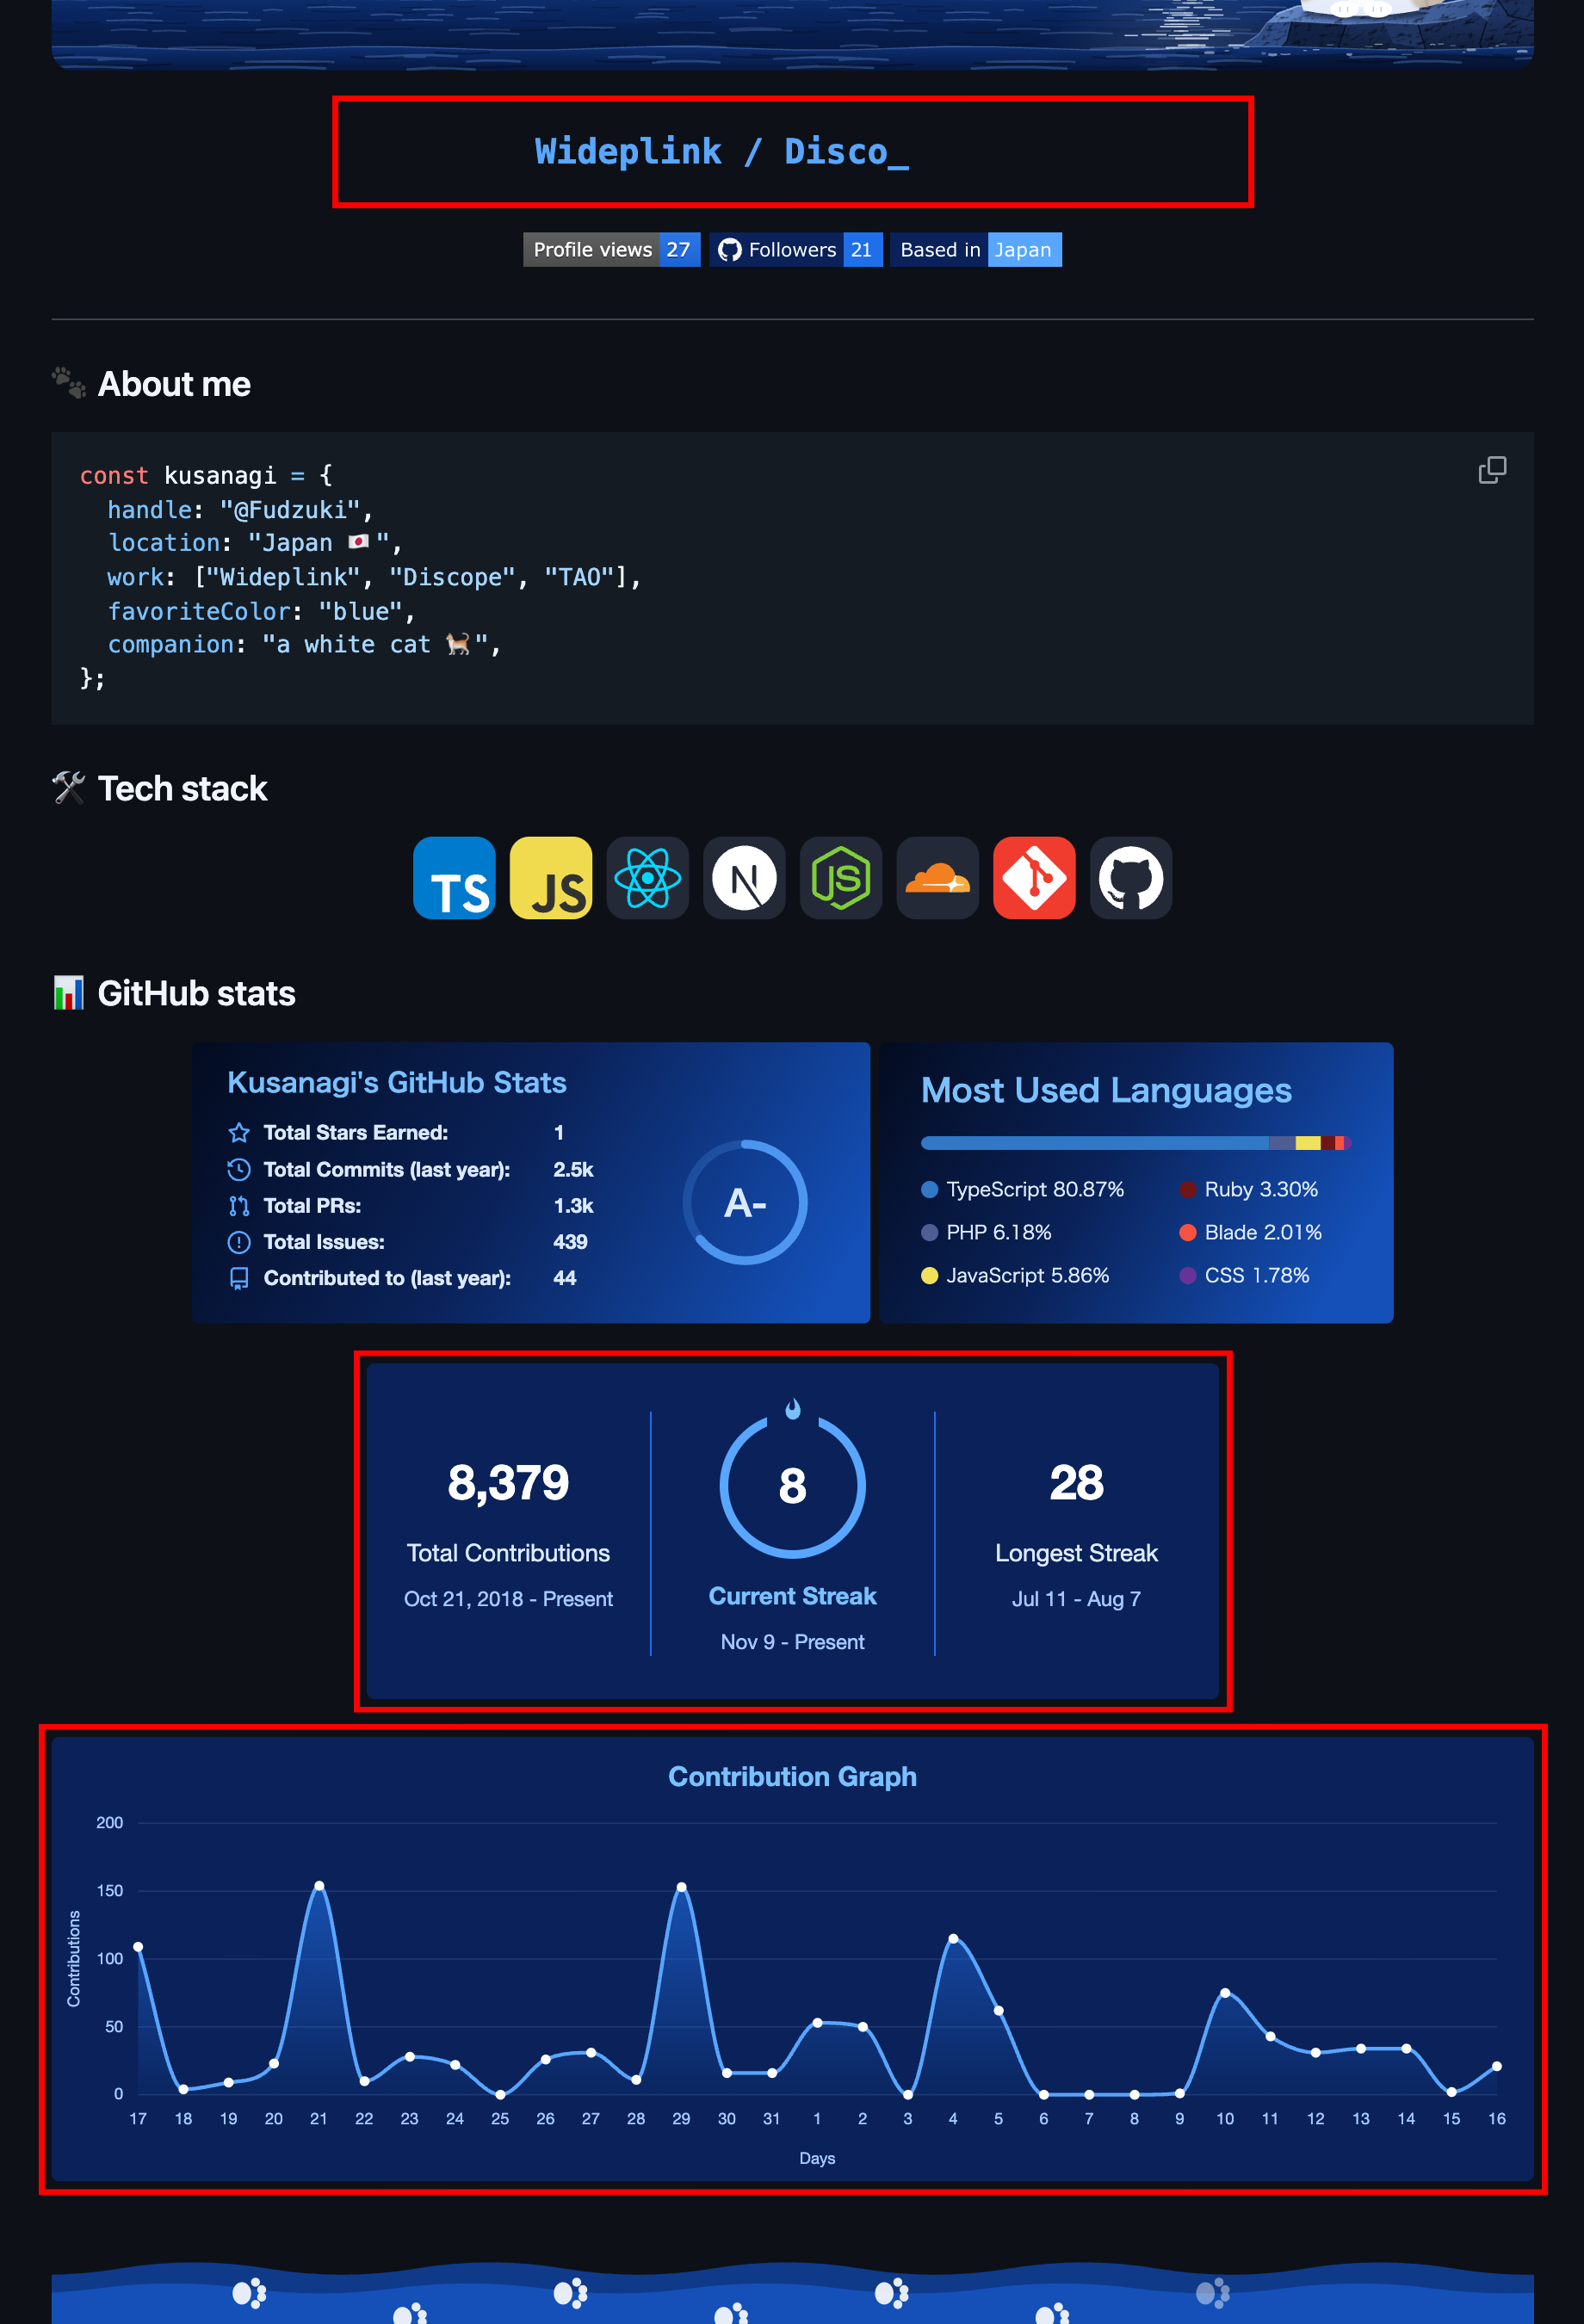 Wideplink / Disco_
Profile views 27
Followers 21
Based in Japan
🐾 About me
const kusanagi = {
  handle: "@Fudzuki",
  location: "Japan 🇯🇵",
  work: ["Wideplink", "Discope", "TAO"],
  favoriteColor: "blue",
  companion: "a white cat 🐈",
};
🛠️ Tech stack
TS
JS
N
JS
📊 GitHub stats
Kusanagi's GitHub Stats
Total Stars Earned: 1
Total Commits (last year): 2.5k
Total PRs: 1.3k
Total Issues: 439
Contributed to (last year): 44
A-
Most Used Languages
TypeScript 80.87%
PHP 6.18%
JavaScript 5.86%
Ruby 3.30%
Blade 2.01%
CSS 1.78%
8,379
Total Contributions
Oct 21, 2018 - Present
8
Current Streak
Nov 9 - Present
28
Longest Streak
Jul 11 - Aug 7
Contribution Graph
Contributions
200
150
100
50
0
17 18 19 20 21 22 23 24 25 26 27 28 29 30 31 1 2 3 4 5 6 7 8 9 10 11 12 13 14 15 16
Days